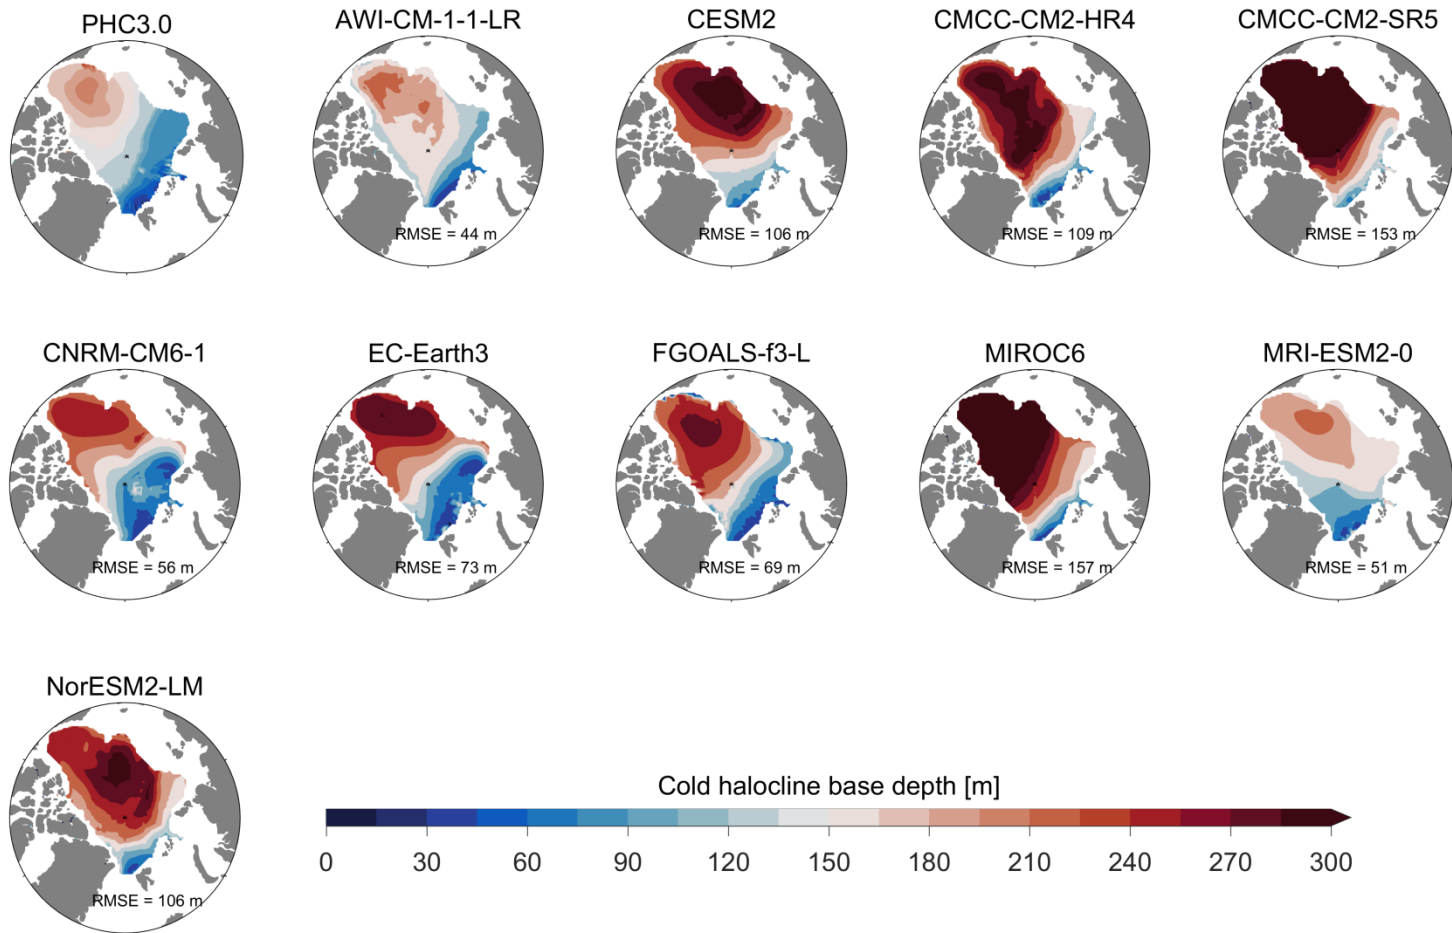 PHC3.0
AWI-CM-1-1-LR
CESM2
CMCC-CM2-HR4
CMCC-CM2-SR5
RMSE = 44 m
RMSE = 106 m
RMSE = 109 m
RMSE = 153 m
CNRM-CM6-1
EC-Earth3
FGOALS-f3-L
MIROC6
MRI-ESM2-0
RMSE = 56 m
RMSE = 73 m
RMSE = 69 m
RMSE = 157 m
RMSE = 51 m
NorESM2-LM
RMSE = 106 m
Cold halocline base depth [m]
0 30 60 90 120 150 180 210 240 270 300